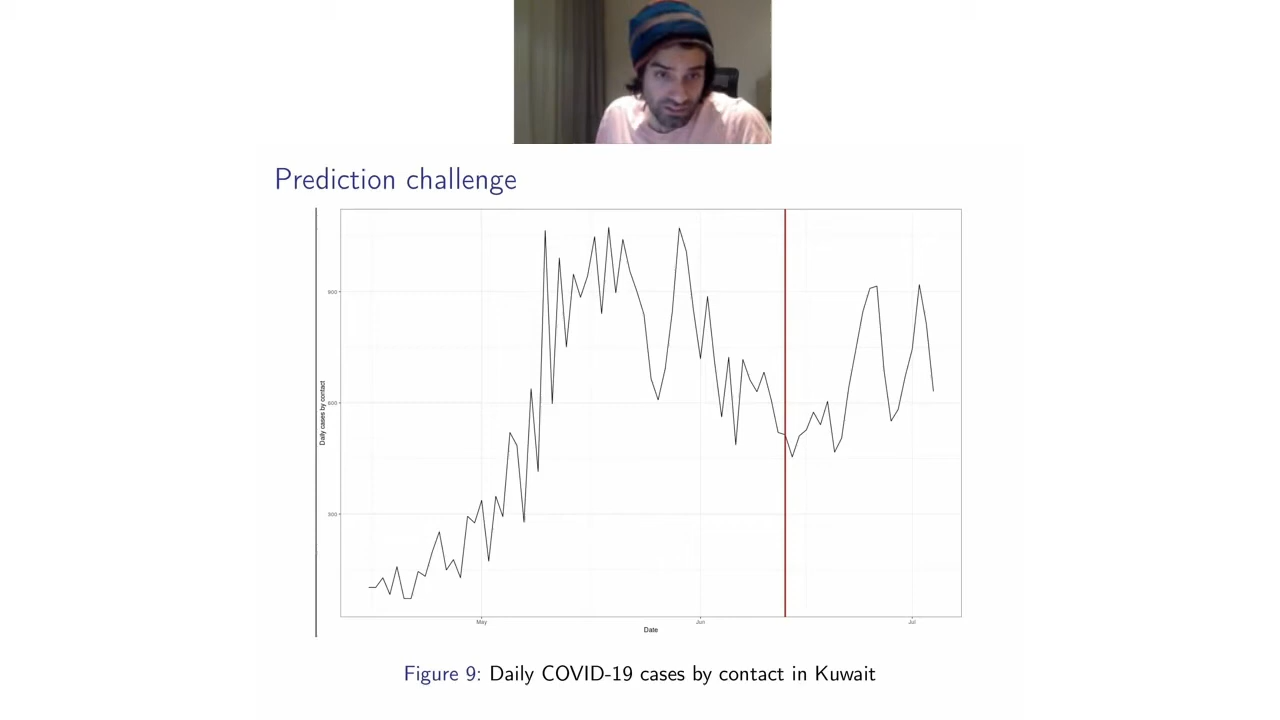 Prediction challenge
900
600
300
Daily cases by contact
May
Jun
Jul
Date
Figure 9: Daily COVID-19 cases by contact in Kuwait